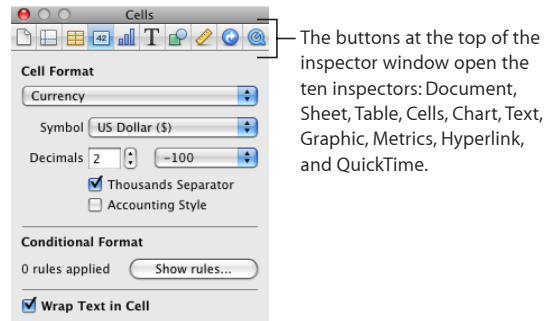 Cells
42
T
The buttons at the top of the
inspector window open the
ten inspectors: Document,
Sheet, Table, Cells, Chart, Text,
Graphic, Metrics, Hyperlink,
and QuickTime.
Cell Format
Currency
Symbol US Dollar ($)
Decimals 2 -100
Thousands Separator
Accounting Style
Conditional Format
0 rules applied Show rules...
Wrap Text in Cell